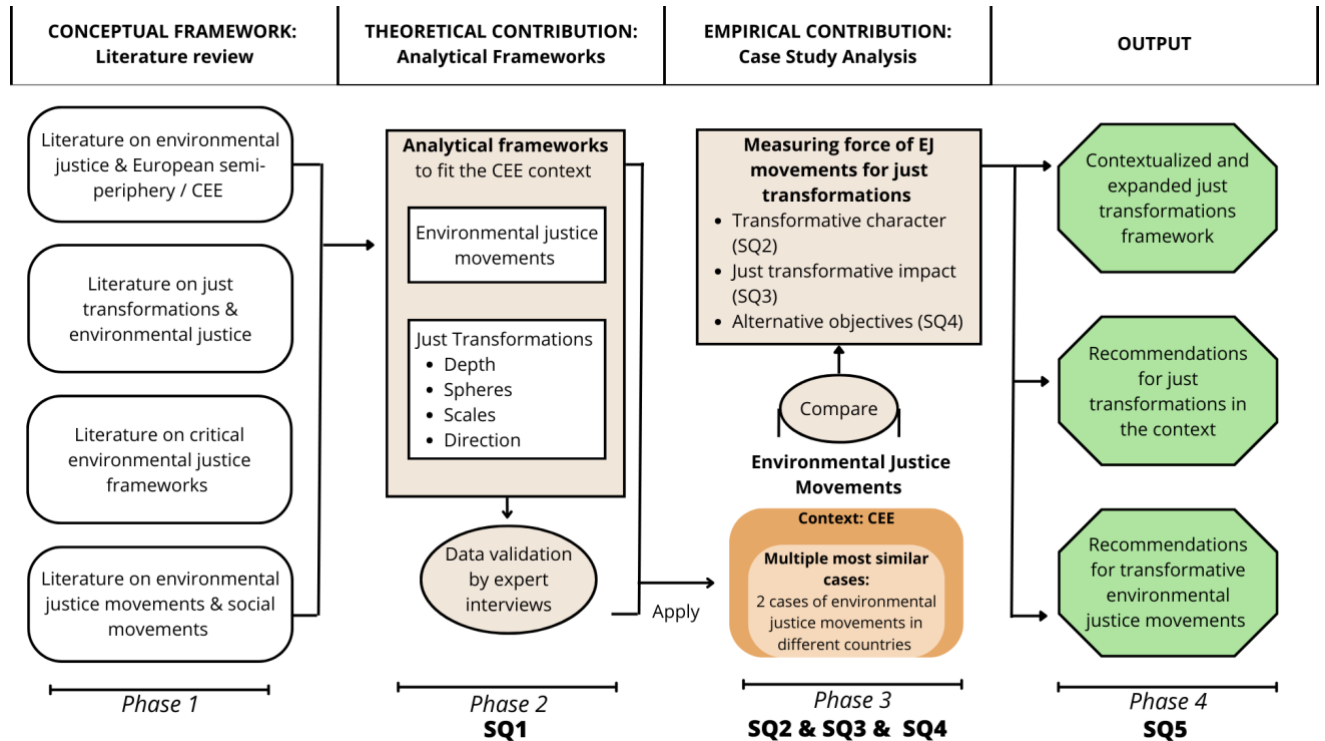 CONCEPTUAL FRAMEWORK:
Literature review
THEORETICAL CONTRIBUTION:
Analytical Frameworks
EMPIRICAL CONTRIBUTION:
Case Study Analysis
OUTPUT
Literature on environmental
justice & European semi-
periphery / CEE
Literature on just
transformations &
environmental justice
Literature on critical
environmental justice
frameworks
Literature on environmental
justice movements & social
movements
Phase 1
Analytical frameworks
to fit the CEE context
Environmental justice
movements
Just Transformations
• Depth
• Spheres
• Scales
• Direction
Data validation
by expert
interviews
Apply
Phase 2
SQ1
Measuring force of EJ
movements for just
transformations
• Transformative character
(SQ2)
• Just transformative impact
(SQ3)
• Alternative objectives (SQ4)
Compare
Environmental Justice
Movements
Context: CEE
Multiple most similar
cases:
2 cases of environmental
justice movements in
different countries
Phase 3
SQ2 & SQ3 & SQ4
Contextualized and
expanded just
transformations
framework
Recommendations
for just
transformations in
the context
Recommendations
for transformative
environmental
justice movements
Phase 4
SQ5